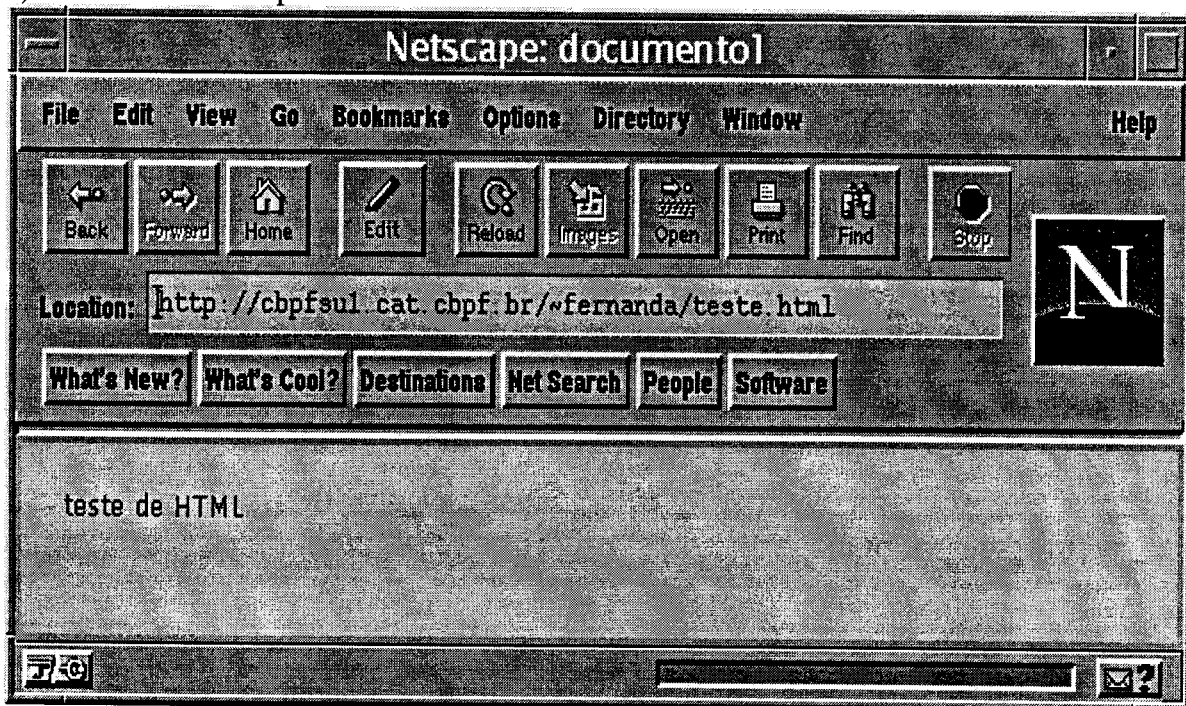 Netscape: documento1
File Edit View Go Bookmarks Options Directory Window Help
Back Forward Home Edit Reload Images Open Print Find Stop
N
Location: http://cbpfsu1.cat.cbpf.br/~fernanda/teste.html
What's New? What's Cool? Destinations Net Search People Software
teste de HTML
?